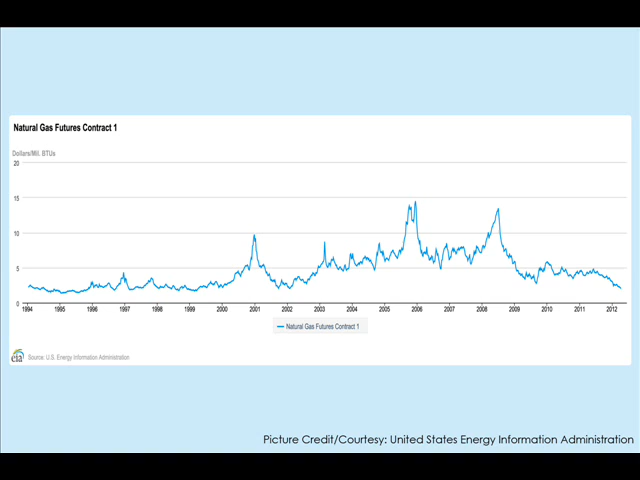 Natural Gas Futures Contract 1
Dollars/Mil. BTUs
20
15
10
5
0
1994 1995 1996 1997 1998 1999 2000 2001 2002 2003 2004 2005 2006 2007 2008 2009 2010 2011 2012
Natural Gas Futures Contract 1
eia Source: U.S. Energy Information Administration
Picture Credit/Courtesy: United States Energy Information Administration